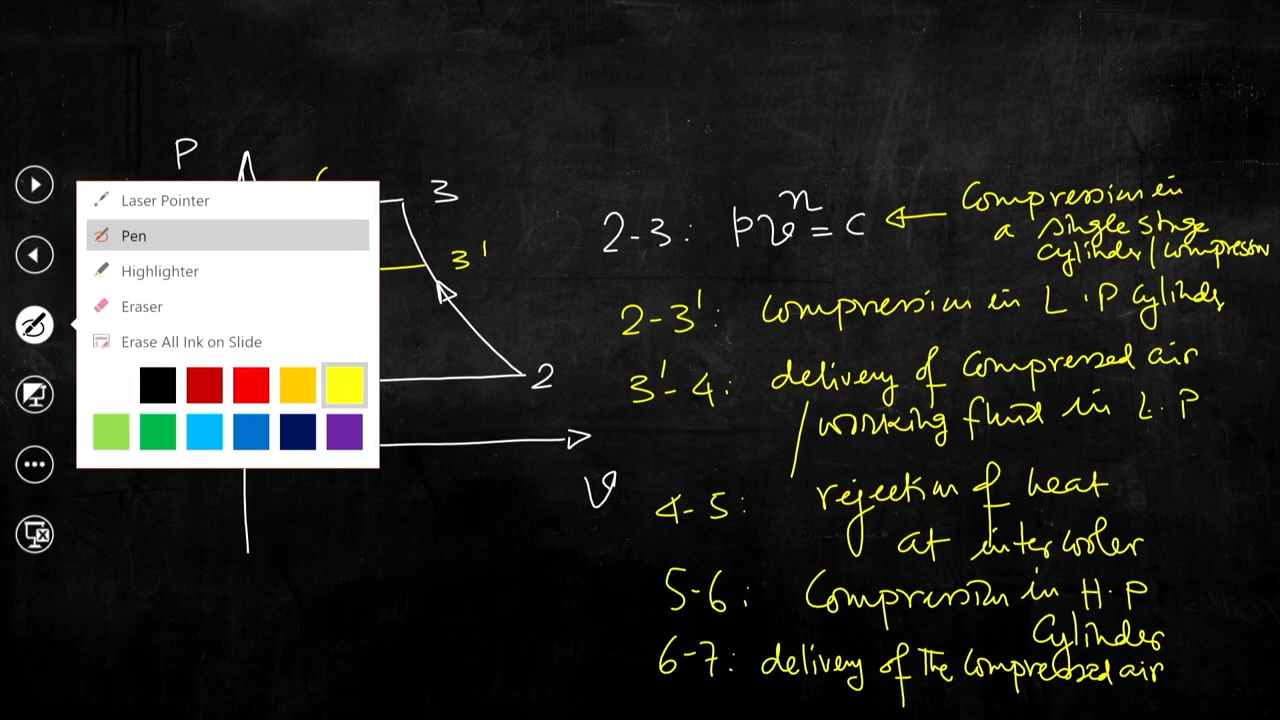 P
3
3'
2
V
Laser Pointer
Pen
Highlighter
Eraser
Erase All Ink on Slide
2-3: pvⁿ = C ← Compression in
a single stage
cylinder/compressor
2-3': Compression in L.P Cylinder
3'-4: delivery of Compressed air
/working fluid in L.P
4-5: rejection of heat
at intercooler
5-6: Compression in H.P
Cylinder
6-7: delivery of the compressed air